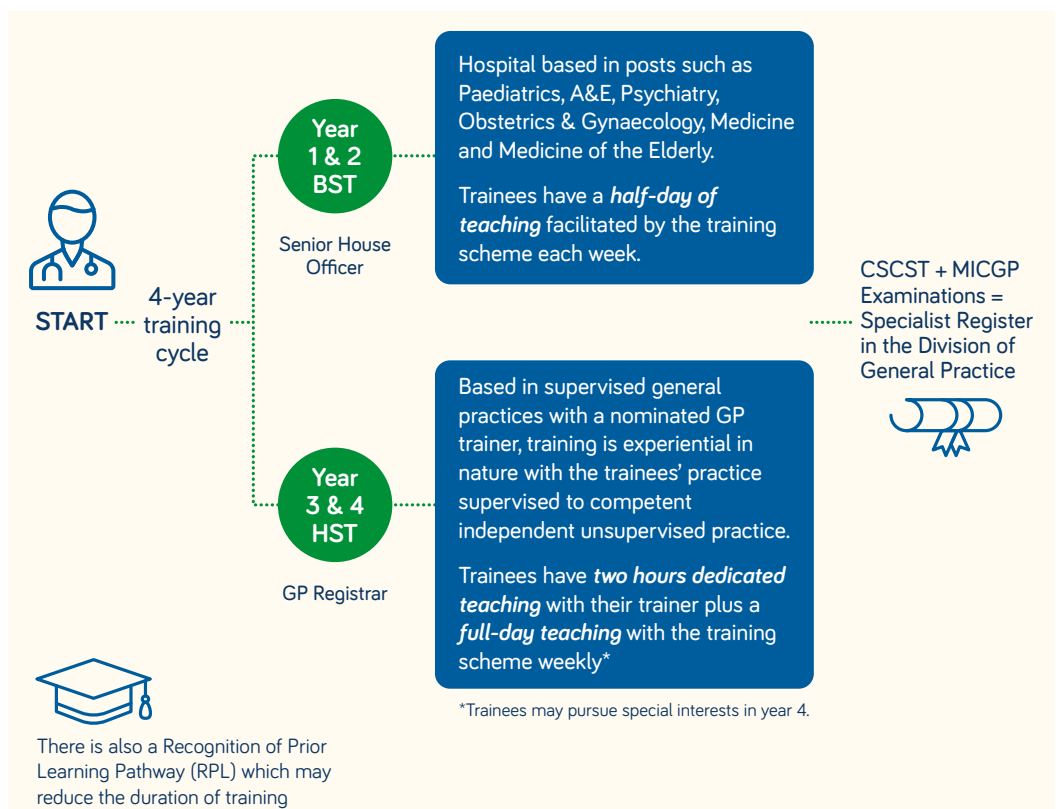 START
4-year
training
cycle
Year
1 & 2
BST
Senior House
Officer
Hospital based in posts such as
Paediatrics, A&E, Psychiatry,
Obstetrics & Gynaecology, Medicine
and Medicine of the Elderly.
Trainees have a half-day of
teaching facilitated by the training
scheme each week.
Year
3 & 4
HST
GP Registrar
Based in supervised general
practices with a nominated GP
trainer, training is experiential in
nature with the trainees’ practice
supervised to competent
independent unsupervised practice.
Trainees have two hours dedicated
teaching with their trainer plus a
full-day teaching with the training
scheme weekly*
*Trainees may pursue special interests in year 4.
CSCST + MICGP
Examinations =
Specialist Register
in the Division of
General Practice
There is also a Recognition of Prior
Learning Pathway (RPL) which may
reduce the duration of training